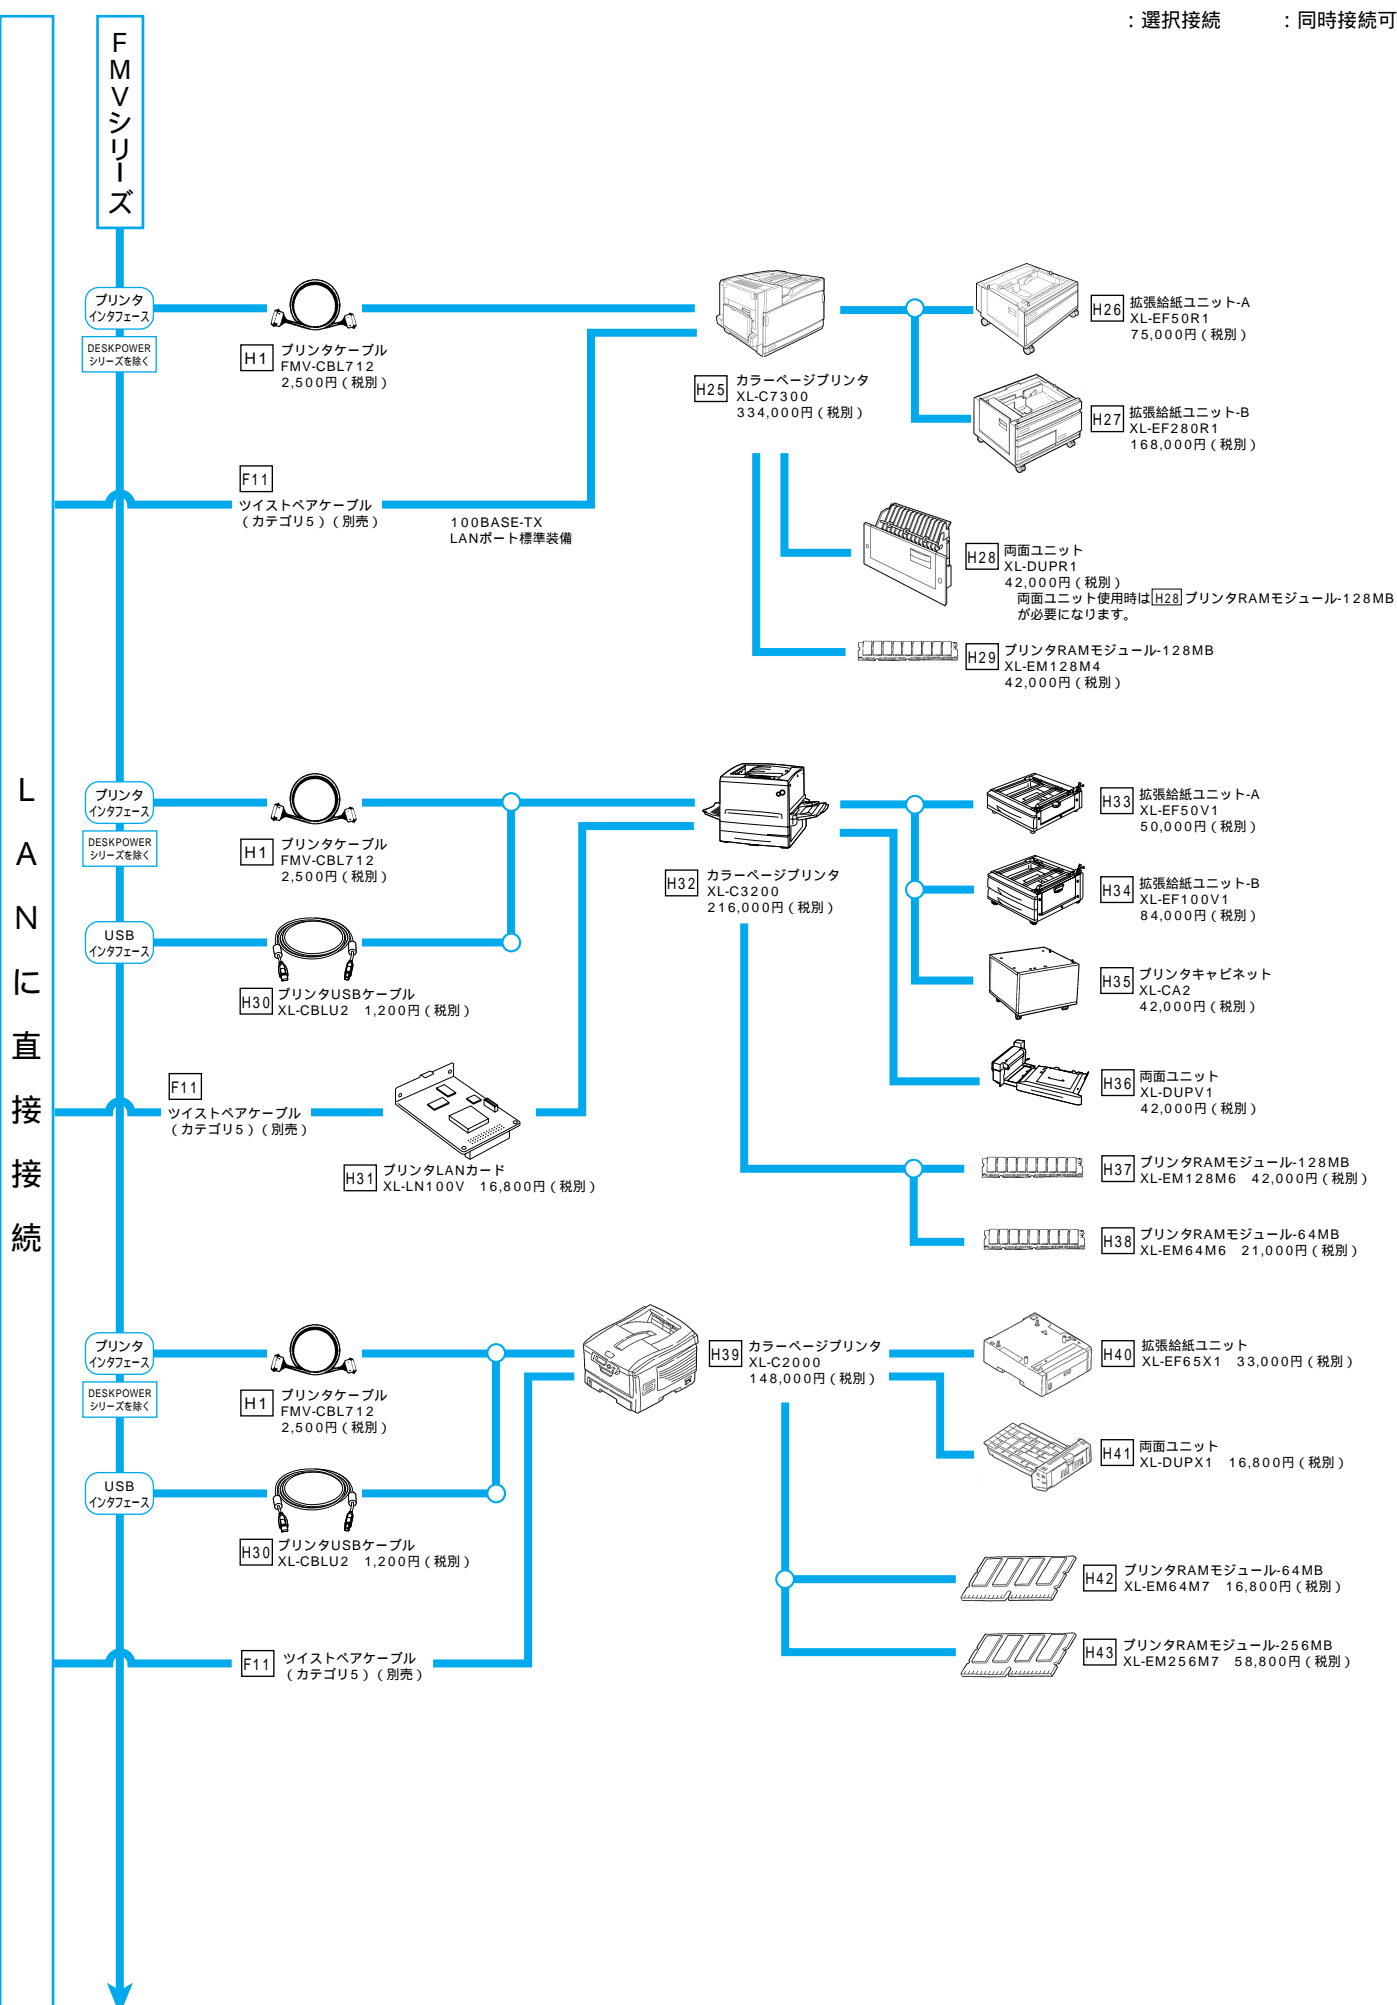 ：選択接続　：同時接続可
FMVシリーズ
LANに直接接続
プリンタ
インタフェース
DESKPOWER
シリーズを除く
H1 プリンタケーブル
FMV-CBL712
2,500円（税別）
F11
ツイストペアケーブル
（カテゴリ5）（別売）
100BASE-TX
LANポート標準装備
H25 カラーページプリンタ
XL-C7300
334,000円（税別）
H26 拡張給紙ユニット-A
XL-EF50R1
75,000円（税別）
H27 拡張給紙ユニット-B
XL-EF280R1
168,000円（税別）
H28 両面ユニット
XL-DUPR1
42,000円（税別）
両面ユニット使用時はH28プリンタRAMモジュール-128MB
が必要になります。
H29 プリンタRAMモジュール-128MB
XL-EM128M4
42,000円（税別）
プリンタ
インタフェース
DESKPOWER
シリーズを除く
H1 プリンタケーブル
FMV-CBL712
2,500円（税別）
USB
インタフェース
H30 プリンタUSBケーブル
XL-CBLU2　1,200円（税別）
F11
ツイストペアケーブル
（カテゴリ5）（別売）
H31 プリンタLANカード
XL-LN100V　16,800円（税別）
H32 カラーページプリンタ
XL-C3200
216,000円（税別）
H33 拡張給紙ユニット-A
XL-EF50V1
50,000円（税別）
H34 拡張給紙ユニット-B
XL-EF100V1
84,000円（税別）
H35 プリンタキャビネット
XL-CA2
42,000円（税別）
H36 両面ユニット
XL-DUPV1
42,000円（税別）
H37 プリンタRAMモジュール-128MB
XL-EM128M6　42,000円（税別）
H38 プリンタRAMモジュール-64MB
XL-EM64M6　21,000円（税別）
プリンタ
インタフェース
DESKPOWER
シリーズを除く
H1 プリンタケーブル
FMV-CBL712
2,500円（税別）
USB
インタフェース
H30 プリンタUSBケーブル
XL-CBLU2　1,200円（税別）
F11 ツイストペアケーブル
（カテゴリ5）（別売）
H39 カラーページプリンタ
XL-C2000
148,000円（税別）
H40 拡張給紙ユニット
XL-EF65X1　33,000円（税別）
H41 両面ユニット
XL-DUPX1　16,800円（税別）
H42 プリンタRAMモジュール-64MB
XL-EM64M7　16,800円（税別）
H43 プリンタRAMモジュール-256MB
XL-EM256M7　58,800円（税別）